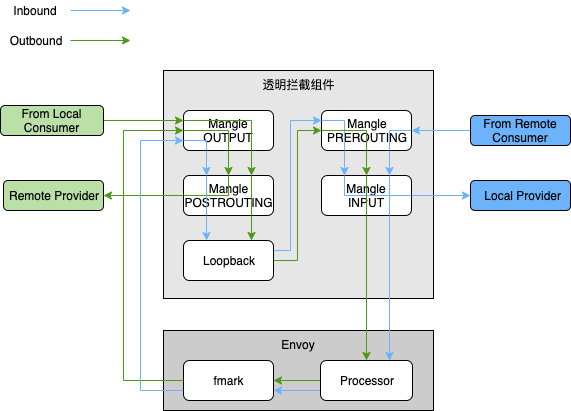 Inbound
Outbound
透明拦截组件
From Local
Consumer
Mangle
OUTPUT
Mangle
PREROUTING
From Remote
Consumer
Remote Provider
Mangle
POSTROUTING
Mangle
INPUT
Local Provider
Loopback
Envoy
fmark
Processor